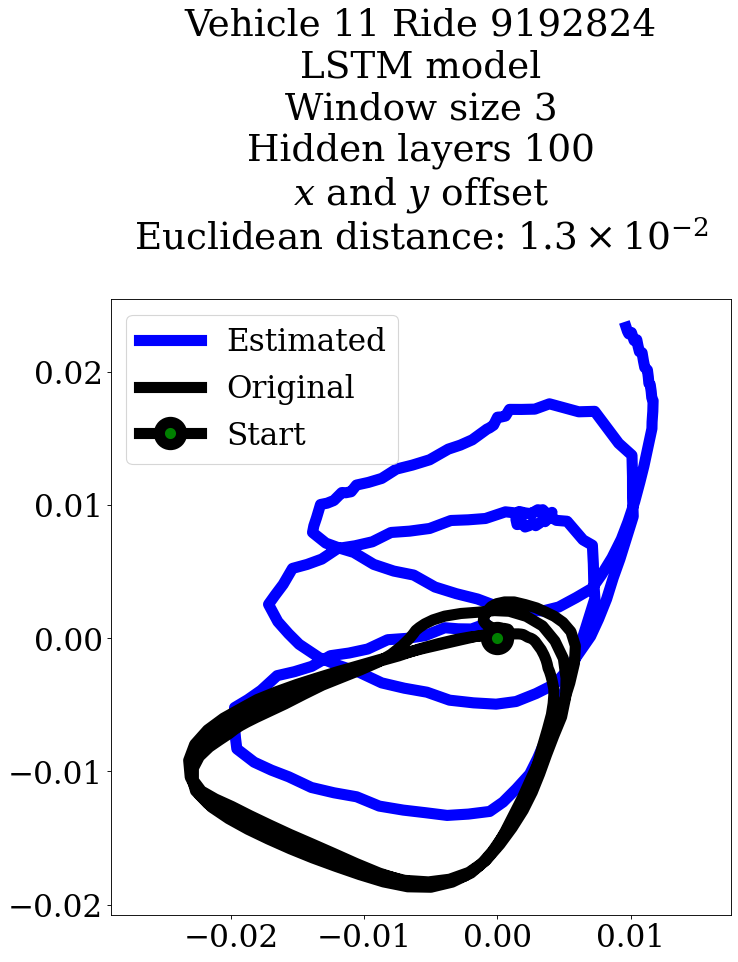 Vehicle 11 Ride 9192824
LSTM model
Window size 3
Hidden layers 100
x and y offset
Euclidean distance: 1.3 × 10⁻²
Estimated
Original
Start
0.02
0.01
0.00
−0.01
−0.02
−0.02 −0.01 0.00 0.01